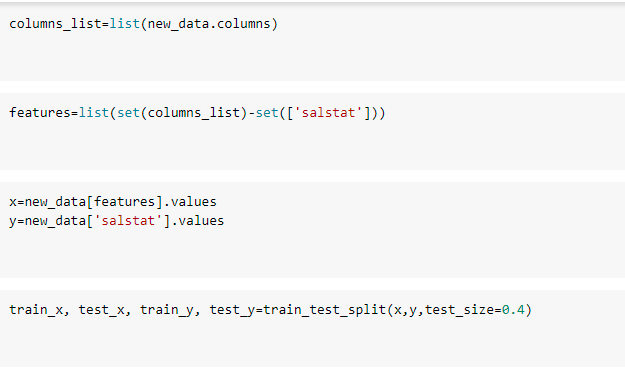 columns_list=list(new_data.columns)
features=list(set(columns_list)-set(['salstat']))
x=new_data[features].values
y=new_data['salstat'].values
train_x, test_x, train_y, test_y=train_test_split(x,y,test_size=0.4)